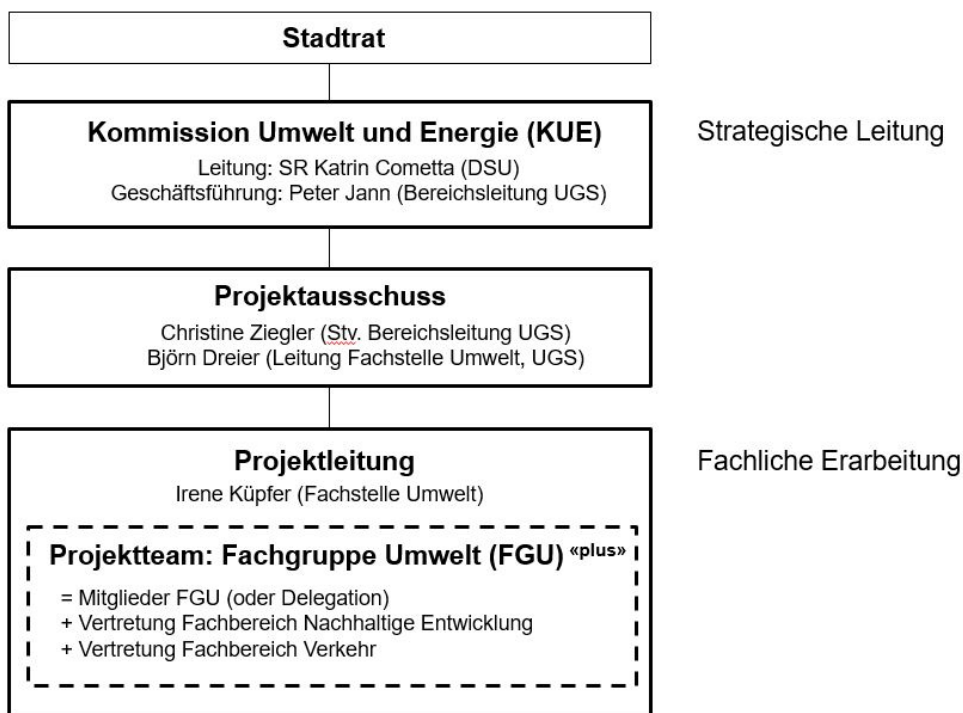 Stadtrat
Kommission Umwelt und Energie (KUE)
Leitung: SR Katrin Cometta (DSU)
Geschäftsführung: Peter Jann (Bereichsleitung UGS)
Strategische Leitung
Projektausschuss
Christine Ziegler (Stv. Bereichsleitung UGS)
Björn Dreier (Leitung Fachstelle Umwelt, UGS)
Projektleitung
Irene Küpfer (Fachstelle Umwelt)
Fachliche Erarbeitung
Projektteam: Fachgruppe Umwelt (FGU) «plus»
= Mitglieder FGU (oder Delegation)
+ Vertretung Fachbereich Nachhaltige Entwicklung
+ Vertretung Fachbereich Verkehr